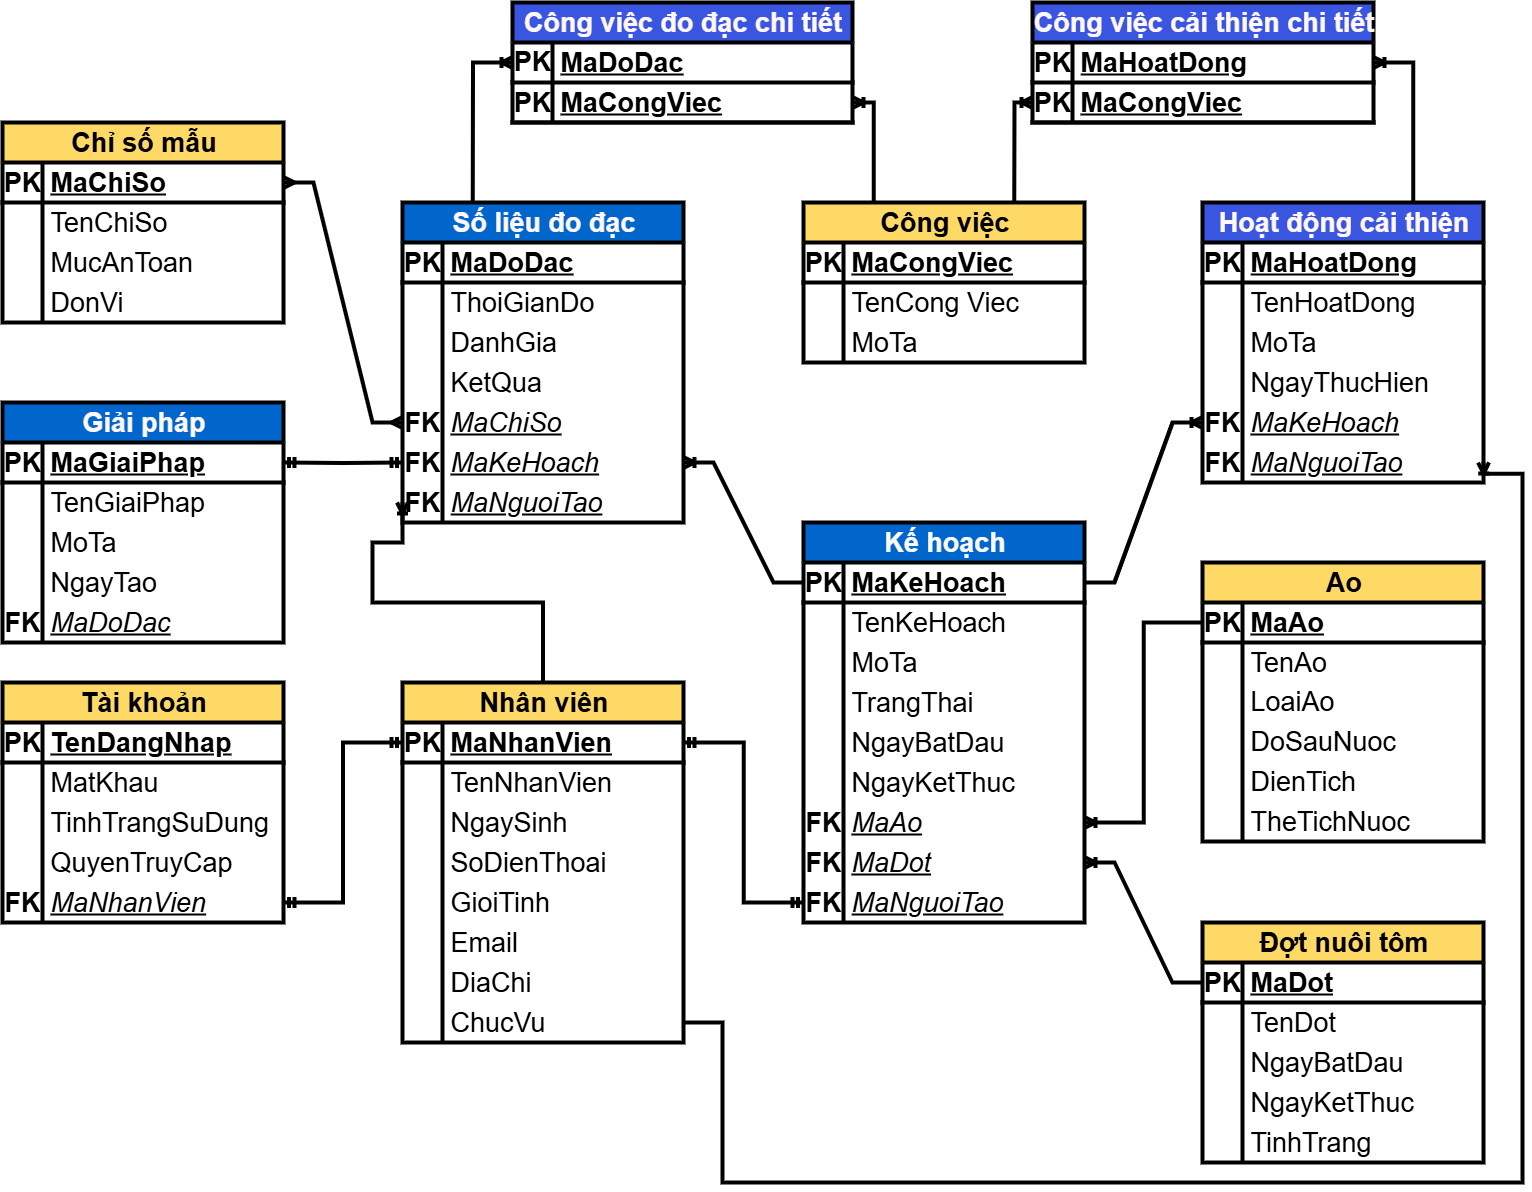 Công việc đo đạc chi tiết
PK MaDoDac
PK MaCongViec
Công việc cải thiện chi tiết
PK MaHoatDong
PK MaCongViec
Chỉ số mẫu
PK MaChiSo
TenChiSo
MucAnToan
DonVi
Số liệu đo đạc
PK MaDoDac
ThoiGianDo
DanhGia
KetQua
FK MaChiSo
FK MaKeHoach
FK MaNguoiTao
Công việc
PK MaCongViec
TenCong Viec
MoTa
Hoạt động cải thiện
PK MaHoatDong
TenHoatDong
MoTa
NgayThucHien
FK MaKeHoach
FK MaNguoiTao
Giải pháp
PK MaGiaiPhap
TenGiaiPhap
MoTa
NgayTao
FK MaDoDac
Kế hoạch
PK MaKeHoach
TenKeHoach
MoTa
TrangThai
NgayBatDau
NgayKetThuc
FK MaAo
FK MaDot
FK MaNguoiTao
Ao
PK MaAo
TenAo
LoaiAo
DoSauNuoc
DienTich
TheTichNuoc
Tài khoản
PK TenDangNhap
MatKhau
TinhTrangSuDung
QuyenTruyCap
FK MaNhanVien
Nhân viên
PK MaNhanVien
TenNhanVien
NgaySinh
SoDienThoai
GioiTinh
Email
DiaChi
ChucVu
Đợt nuôi tôm
PK MaDot
TenDot
NgayBatDau
NgayKetThuc
TinhTrang